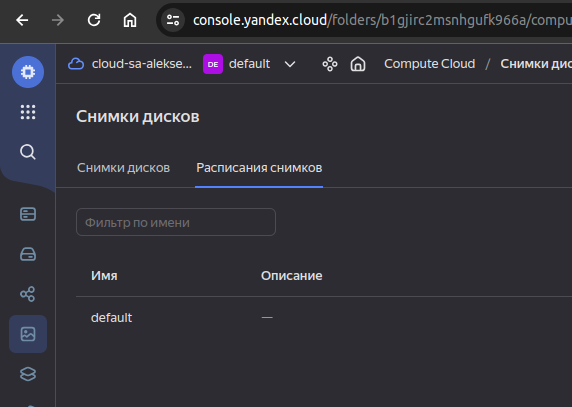 console.yandex.cloud/folders/b1gjirc2msnhgufk966a/compu
cloud-sa-alekse... DE default Compute Cloud / Снимки дис
Снимки дисков
Снимки дисков Расписания снимков
Фильтр по имени
Имя Описание
default —